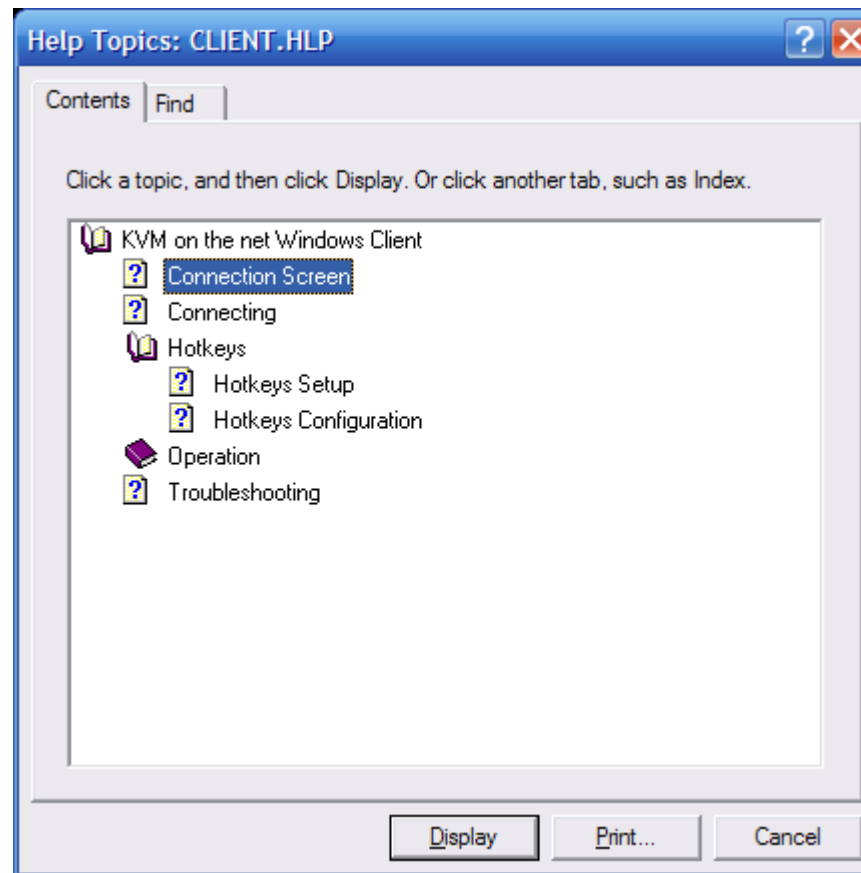 Help Topics: CLIENT.HLP
Contents Find
Click a topic, and then click Display. Or click another tab, such as Index.
KVM on the net Windows Client
Connection Screen
Connecting
Hotkeys
Hotkeys Setup
Hotkeys Configuration
Operation
Troubleshooting
Display Print... Cancel